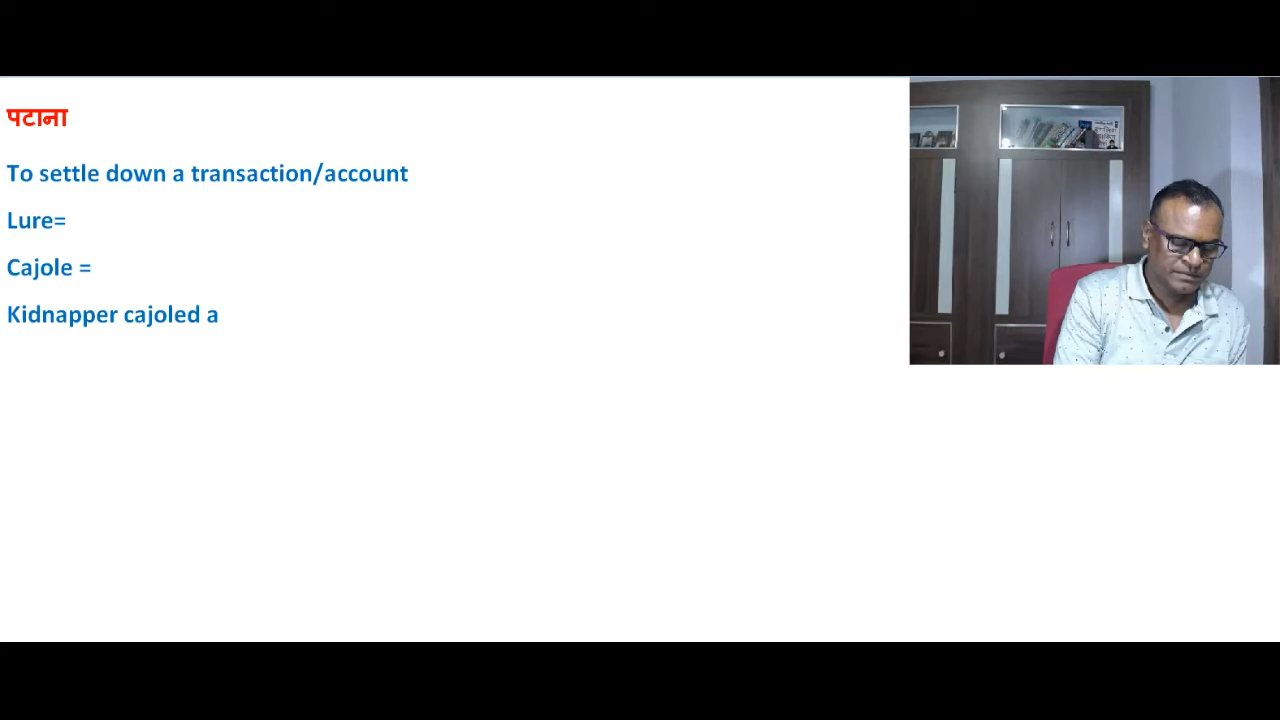 पटाना
To settle down a transaction/account
Lure=
Cajole =
Kidnapper cajoled a